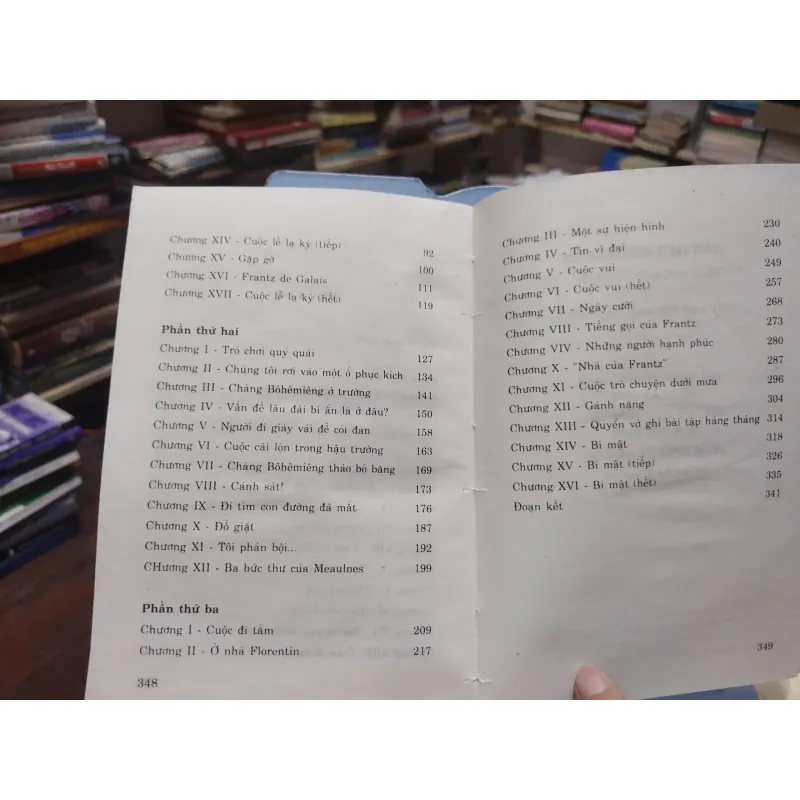 Chương XIV - Cuộc lễ lạ kỳ (tiếp) 92
Chương XV - Gặp gỡ 100
Chương XVI - Frantz de Galais 111
Chương XVII - Cuộc lễ lạ kỳ (hết) 119
Phần thứ hai
Chương I - Trò chơi quỷ quái 127
Chương II - Chúng tôi rơi vào một ổ phục kích 134
Chương III - Chàng Bôhêmiêng ở trường 141
Chương IV - Vấn đề lâu đài bí ẩn là ở đâu? 150
Chương V - Người đi giày vải đế cói đan 158
Chương VI - Cuộc cãi lộn trong hậu trường 163
Chương VII - Chàng Bôhêmiêng tháo bỏ băng 169
Chương VIII - Cảnh sát! 173
Chương IX - Đi tìm con đường đã mất 176
Chương X - Đồ giặt 187
Chương XI - Tôi phản bội... 192
CHương XII - Ba bức thư của Meaulnes 199
Phần thứ ba
Chương I - Cuộc đi tắm 209
Chương II - Ở nhà Florentin 217
348
Chương III - Một sự hiện hình 230
Chương IV - Tin vĩ đại 240
Chương V - Cuộc vui 249
Chương VI - Cuộc vui (hết) 257
Chương VII - Ngày cưới 268
Chương VIII - Tiếng gọi của Frantz 273
Chương VIV - Những người hạnh phúc 280
Chương X - "Nhà của Frantz" 287
Chương XI - Cuộc trò chuyện dưới mưa 296
Chương XII - Gánh nặng 304
Chương XIII - Quyển vở ghi bài tập hàng tháng 314
Chương XIV - Bí mật 318
Chương XV - Bí mật (tiếp) 326
Chương XVI - Bí mật (hết) 335
Đoạn kết 341
349